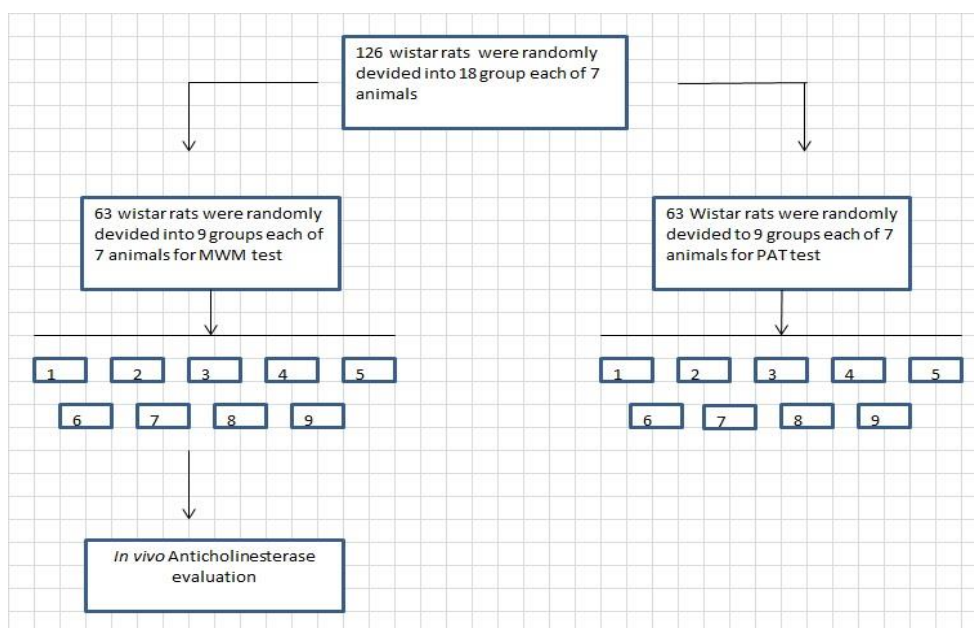 126 wistar rats were randomly
devided into 18 group each of 7
animals
63 wistar rats were randomly
devided into 9 groups each of
7 animals for MWM test
63 Wistar rats were randomly
devided to 9 groups each of 7
animals for PAT test
1 2 3 4 5
6 7 8 9
1 2 3 4 5
6 7 8 9
In vivo Anticholinesterase
evaluation